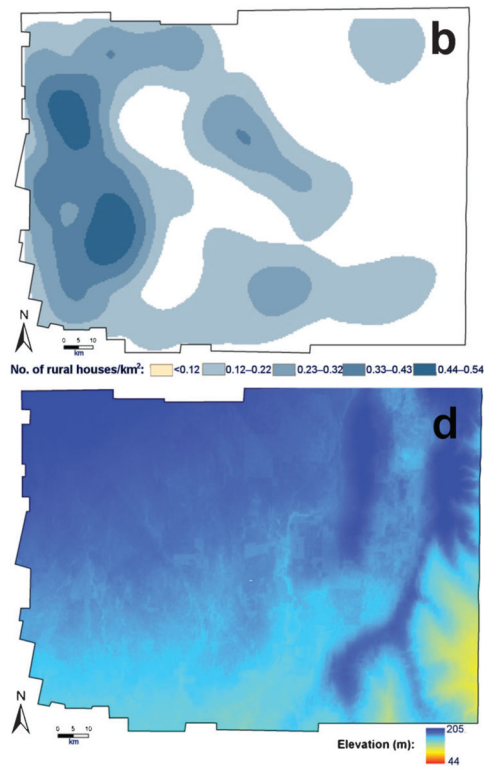 b
N
0 5 10
km
No. of rural houses/km²: <0.12 0.12–0.22 0.23–0.32 0.33–0.43 0.44–0.54
d
N
0 5 10
km
Elevation (m): 205
44